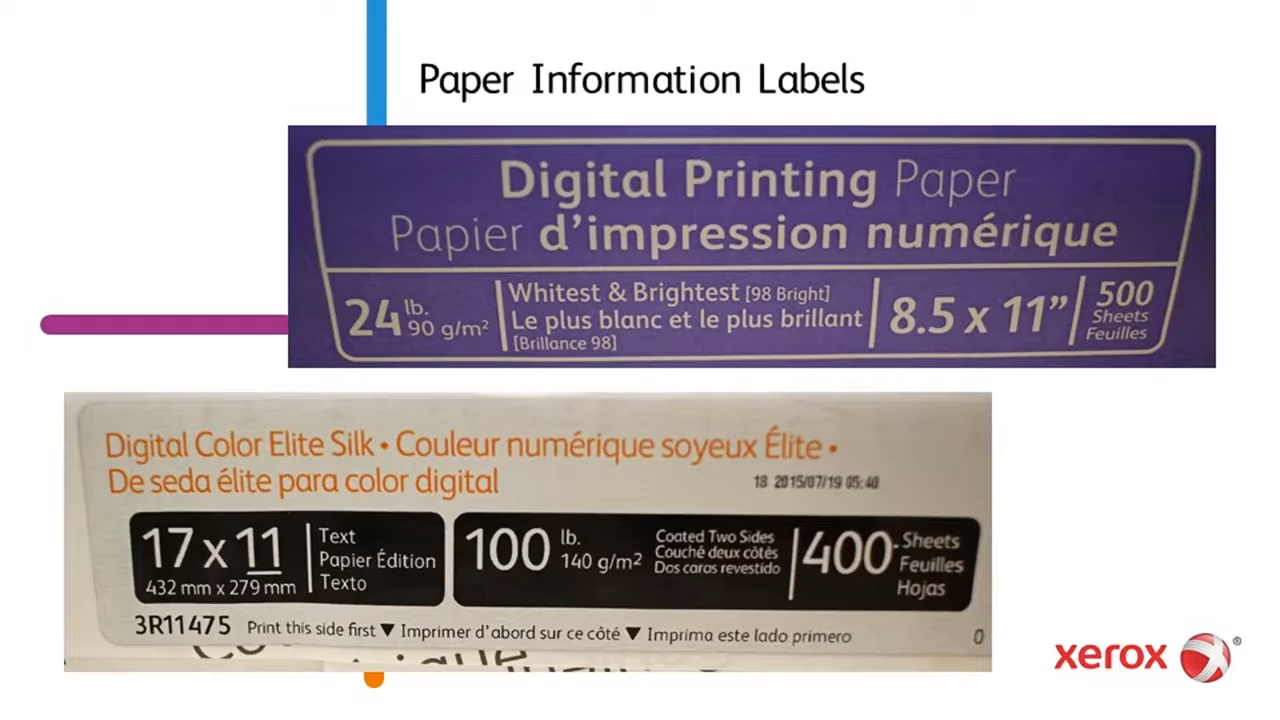 Paper Information Labels
Digital Printing Paper
Papier d'impression numérique
24 lb. 90 g/m²
Whitest & Brightest [98 Bright]
Le plus blanc et le plus brillant
[Brillance 98]
8.5 x 11”
500
Sheets
Feuilles
Digital Color Elite Silk • Couleur numérique soyeux Élite •
De seda élite para color digital
18 2015/07/19 05:40
17 x 11
432 mm x 279 mm
Text
Papier Édition
Texto
100 lb. 140 g/m²
Coated Two Sides
Couché deux côtés
Dos caras revestido
400
Sheets
Feuilles
Hojas
3R11475 Print this side first ▼ Imprimer d'abord sur ce côté ▼ Imprima este lado primero
0
xerox ®